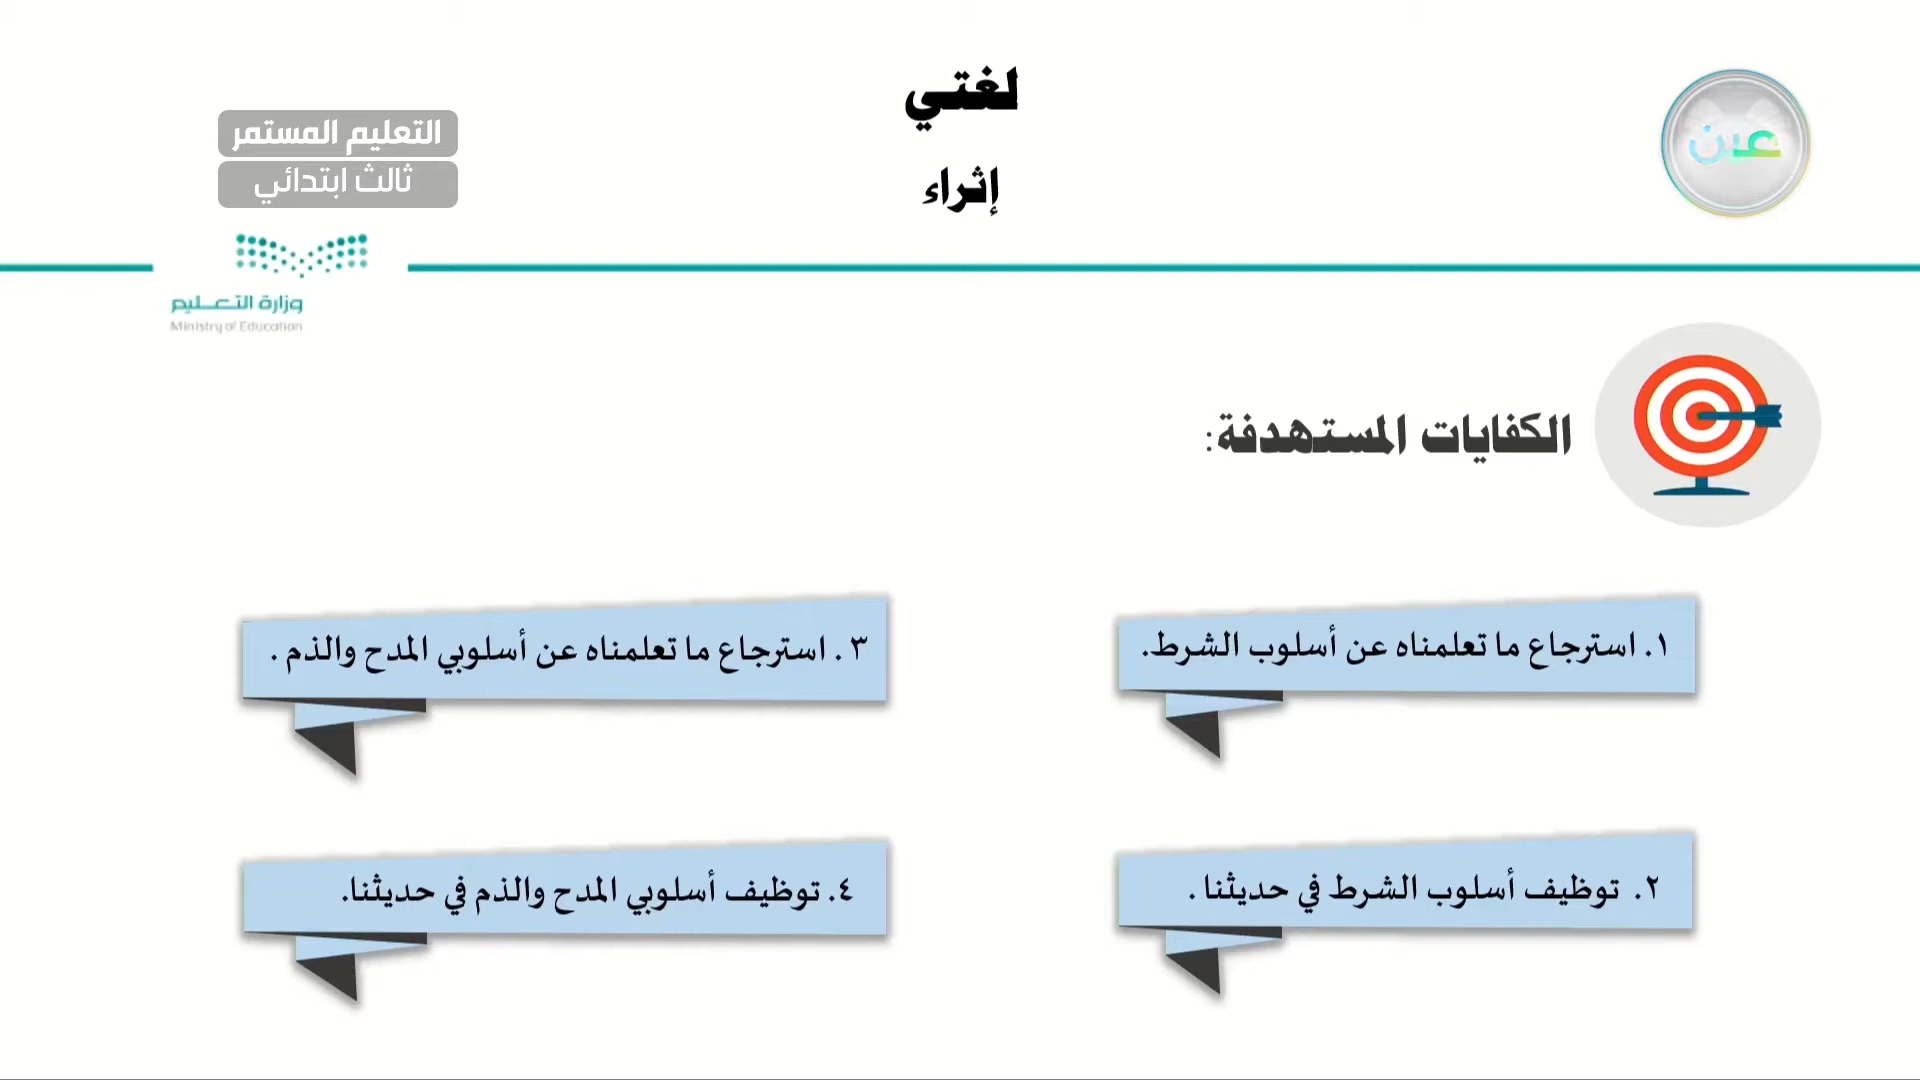 لغتي
إثراء
عين
التعليم المستمر
ثالث ابتدائي
وزارة التعليم
Ministry of Education
الكفايات المستهدفة:
١. استرجاع ما تعلمناه عن أسلوب الشرط.
٢. توظيف أسلوب الشرط في حديثنا .
٣ . استرجاع ما تعلمناه عن أسلوبي المدح والذم .
٤. توظيف أسلوبي المدح والذم في حديثنا.